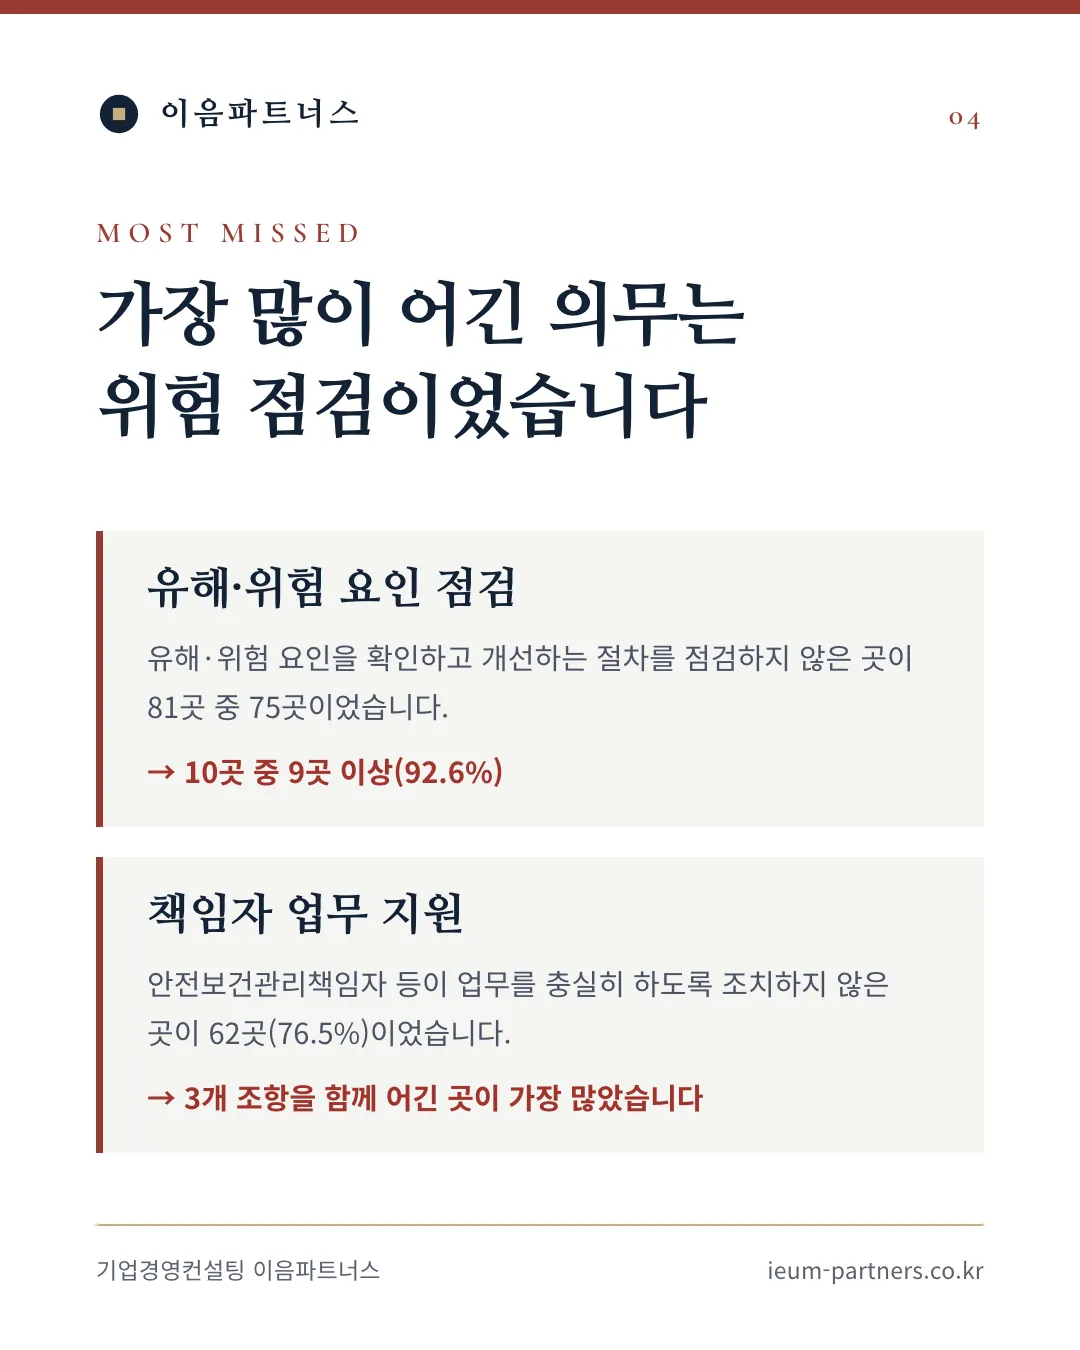 이음파트너스
04
MOST MISSED
가장 많이 어긴 의무는
위험 점검이었습니다
유해·위험 요인 점검
유해·위험 요인을 확인하고 개선하는 절차를 점검하지 않은 곳이
81곳 중 75곳이었습니다.
→ 10곳 중 9곳 이상(92.6%)
책임자 업무 지원
안전보건관리책임자 등이 업무를 충실히 하도록 조치하지 않은
곳이 62곳(76.5%)이었습니다.
→ 3개 조항을 함께 어긴 곳이 가장 많았습니다
기업경영컨설팅 이음파트너스
ieum-partners.co.kr